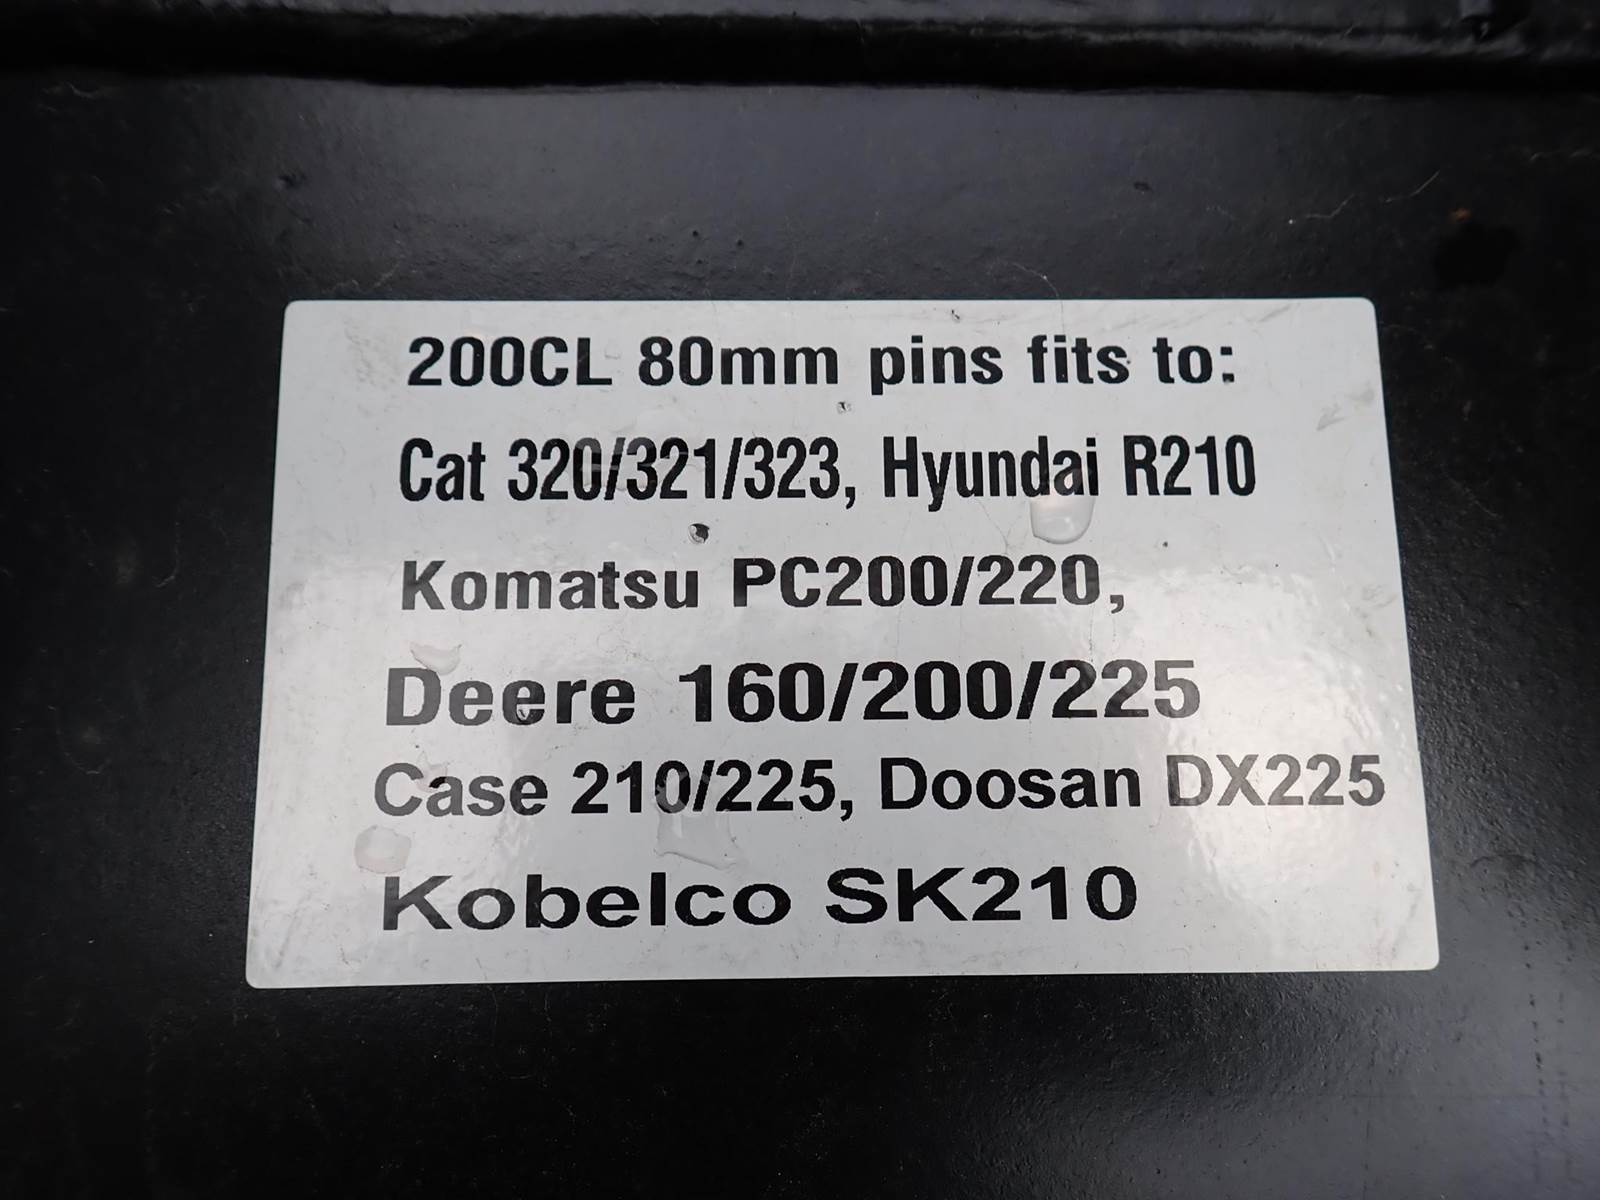 200CL 80mm pins fits to:
Cat 320/321/323, Hyundai R210
Komatsu PC200/220,
Deere 160/200/225
Case 210/225, Doosan DX225
Kobelco SK210